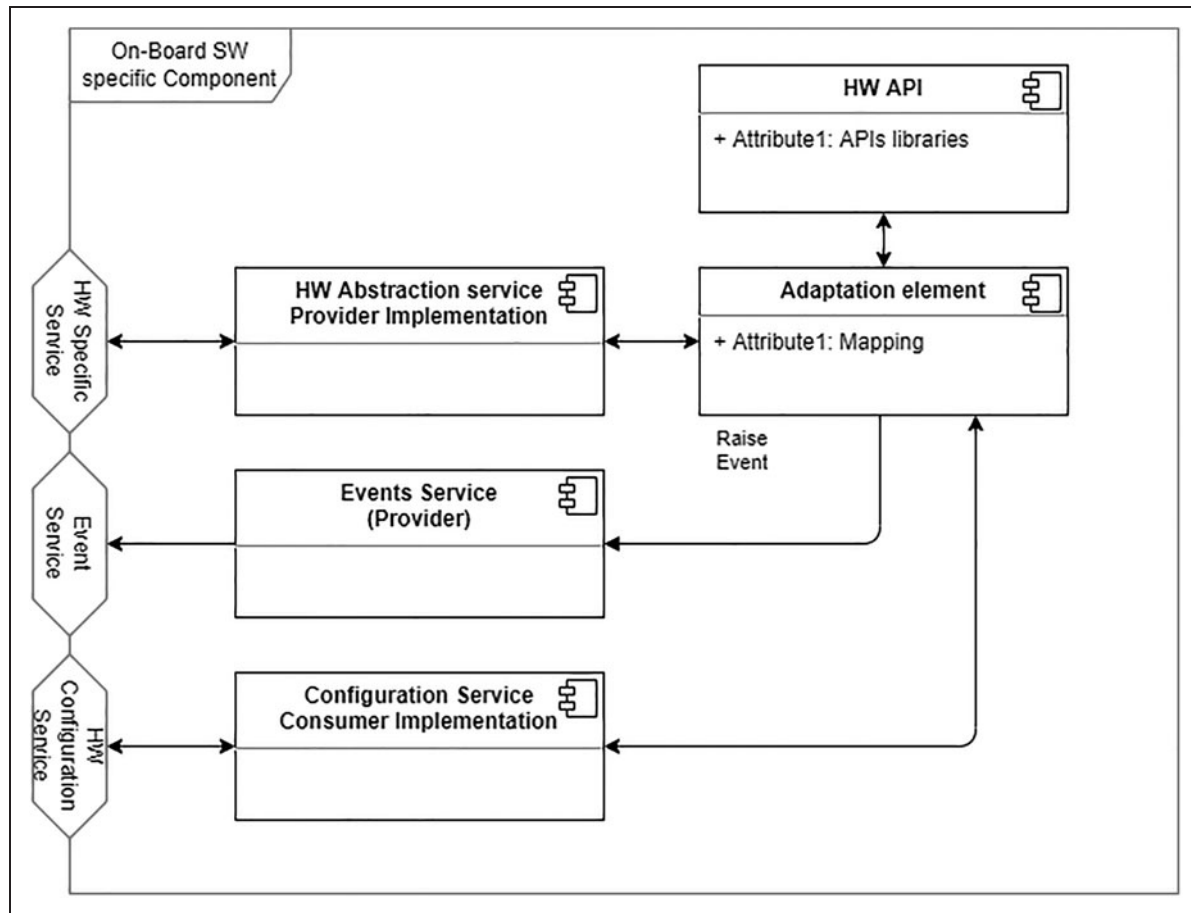 On-Board SW
specific Component
HW API
+ Attribute1: APIs libraries
HW Specific
Service
HW Abstraction service
Provider Implementation
Adaptation element
+ Attribute1: Mapping
Raise
Event
Event
Service
Events Service
(Provider)
HW
Configuration
Service
Configuration Service
Consumer Implementation